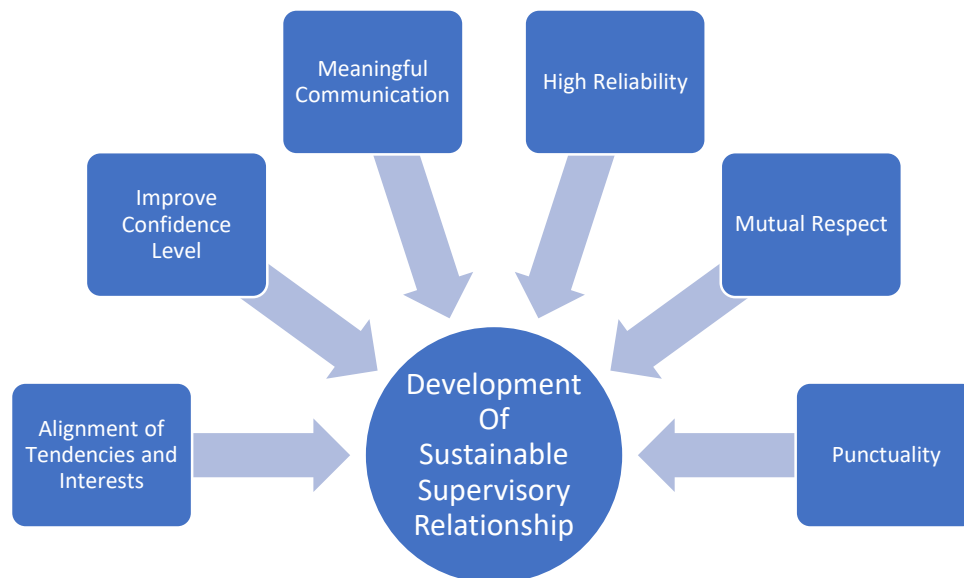 Meaningful
Communication
High Reliability
Improve
Confidence
Level
Mutual Respect
Alignment of
Tendencies and
Interests
Development
Of
Sustainable
Supervisory
Relationship
Punctuality